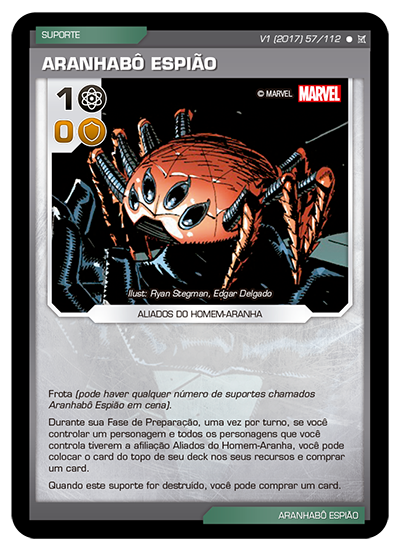 SUPORTE
V1 (2017) 57/112
ARANHABÔ ESPIÃO
1
0
© MARVEL MARVEL
Ilust: Ryan Stegman, Edgar Delgado
ALIADOS DO HOMEM-ARANHA
Frota (pode haver qualquer número de suportes chamados
Aranhabô Espião em cena).
Durante sua Fase de Preparação, uma vez por turno, se você
controlar um personagem e todos os personagens que você
controla tiverem a afiliação Aliados do Homem-Aranha, você pode
colocar o card do topo de seu deck nos seus recursos e comprar
um card.
Quando este suporte for destruído, você pode comprar um card.
ARANHABÔ ESPIÃO